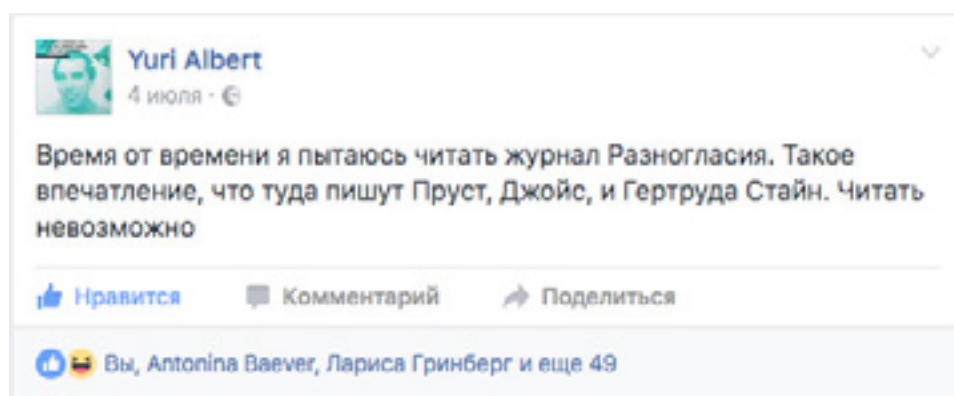 Yuri Albert
4 июля ·
Время от времени я пытаюсь читать журнал Разногласия. Такое
впечатление, что туда пишут Пруст, Джойс, и Гертруда Стайн. Читать
невозможно
Нравится Комментарий Поделиться
Вы, Antonina Baever, Лариса Гринберг и еще 49